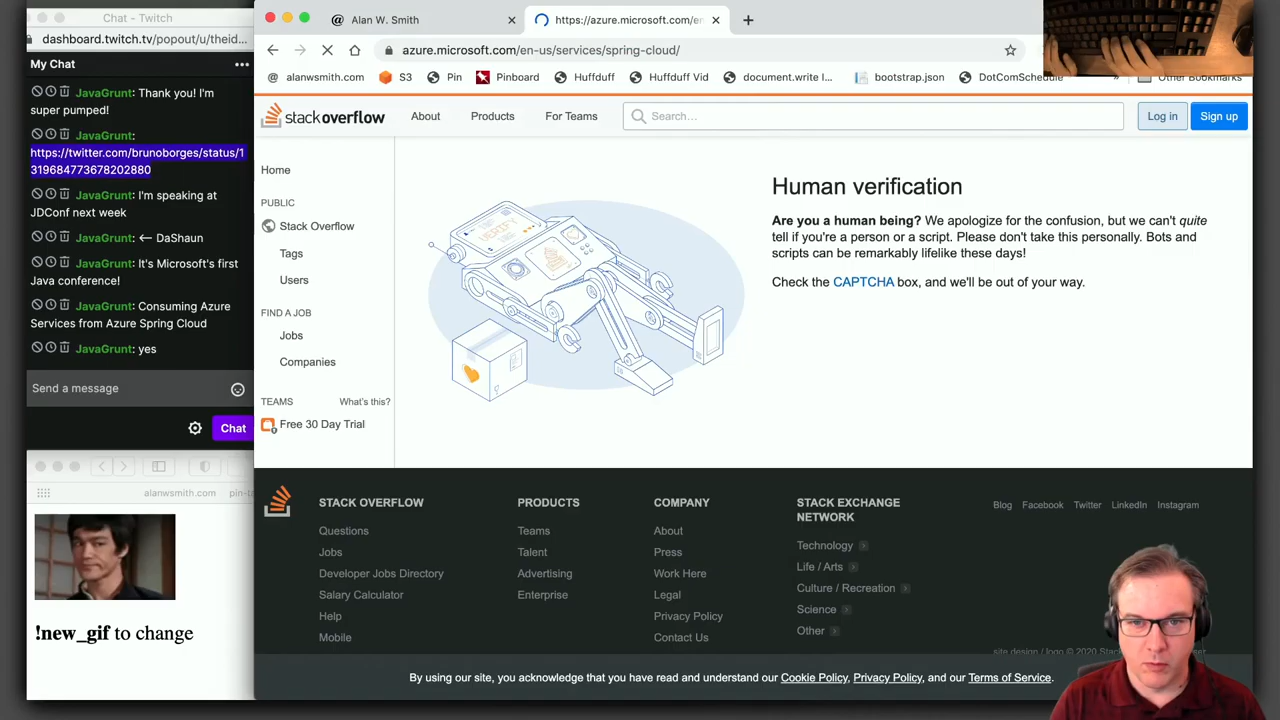 Chat - Twitch
dashboard.twitch.tv/popout/u/theid...
My Chat
JavaGrunt: Thank you! I'm
super pumped!
JavaGrunt:
https://twitter.com/brunoborges/status/1
319684773678202880
JavaGrunt: I'm speaking at
JDConf next week
JavaGrunt: <— DaShaun
JavaGrunt: It's Microsoft's first
Java conference!
JavaGrunt: Consuming Azure
Services from Azure Spring Cloud
JavaGrunt: yes
Send a message
Chat
alanwsmith.com
!new_gif to change
Alan W. Smith
https://azure.microsoft.com/en
azure.microsoft.com/en-us/services/spring-cloud/
alanwsmith.com
S3
Pin
Pinboard
Huffduff
Huffduff Vid
document.write I...
bootstrap.json
DotComSchedule
Other Bookmarks
stackoverflow
About
Products
For Teams
Search...
Log in
Sign up
Home
PUBLIC
Stack Overflow
Tags
Users
FIND A JOB
Jobs
Companies
TEAMS
What's this?
Free 30 Day Trial
Human verification
Are you a human being? We apologize for the confusion, but we can't quite
tell if you're a person or a script. Please don't take this personally. Bots and
scripts can be remarkably lifelike these days!
Check the CAPTCHA box, and we'll be out of your way.
STACK OVERFLOW
Questions
Jobs
Developer Jobs Directory
Salary Calculator
Help
Mobile
PRODUCTS
Teams
Talent
Advertising
Enterprise
COMPANY
About
Press
Work Here
Legal
Privacy Policy
Contact Us
STACK EXCHANGE
NETWORK
Technology
Life / Arts
Culture / Recreation
Science
Other
Blog
Facebook
Twitter
LinkedIn
Instagram
site design / logo © 2020 Stack
By using our site, you acknowledge that you have read and understand our Cookie Policy, Privacy Policy, and our Terms of Service.